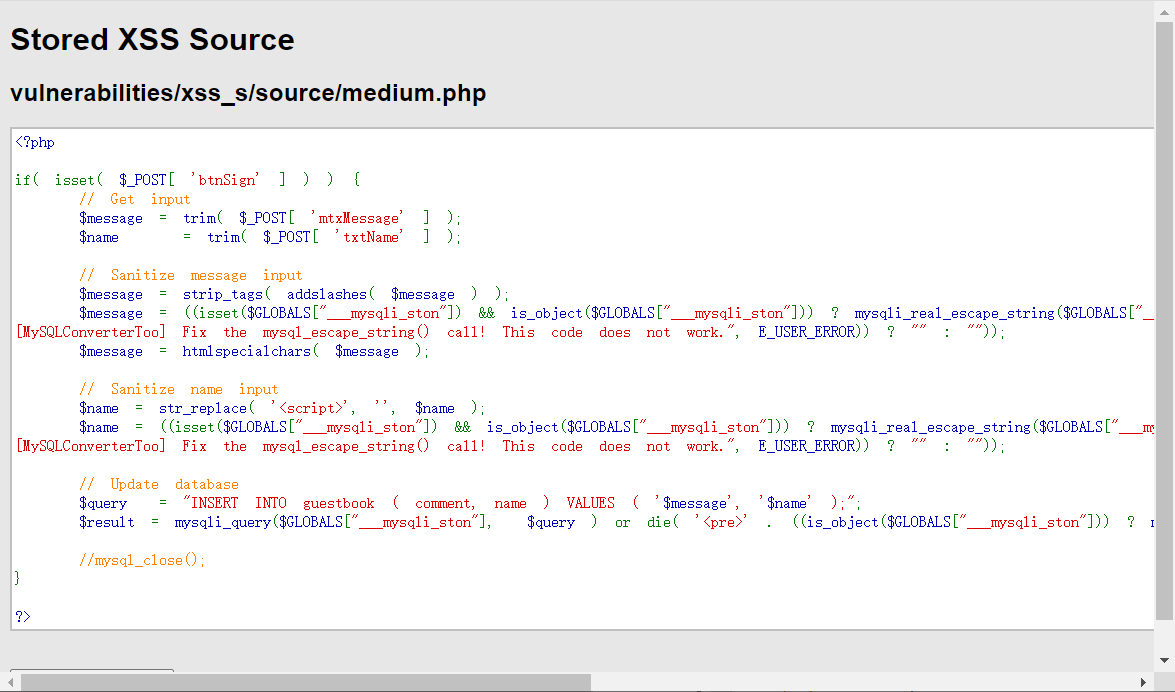 Stored XSS Source
vulnerabilities/xss_s/source/medium.php
<?php
if( isset( $_POST[ 'btnSign' ] ) ) {
// Get input
$message = trim( $_POST[ 'mtxMessage' ] );
$name = trim( $_POST[ 'txtName' ] );
// Sanitize message input
$message = strip_tags( addslashes( $message ) );
$message = ((isset($GLOBALS["___mysqli_ston"]) && is_object($GLOBALS["___mysqli_ston"])) ? mysqli_real_escape_string($GLOBALS["__
[MySQLConverterToo] Fix the mysql_escape_string() call! This code does not work.", E_USER_ERROR)) ? "" : ""));
$message = htmlspecialchars( $message );
// Sanitize name input
$name = str_replace( '<script>', '', $name );
$name = ((isset($GLOBALS["___mysqli_ston"]) && is_object($GLOBALS["___mysqli_ston"])) ? mysqli_real_escape_string($GLOBALS["___m
[MySQLConverterToo] Fix the mysql_escape_string() call! This code does not work.", E_USER_ERROR)) ? "" : ""));
// Update database
$query = "INSERT INTO guestbook ( comment, name ) VALUES ( '$message', '$name' );";
$result = mysqli_query($GLOBALS["___mysqli_ston"], $query ) or die( '<pre>' . ((is_object($GLOBALS["___mysqli_ston"])) ?
//mysql_close();
}
?>